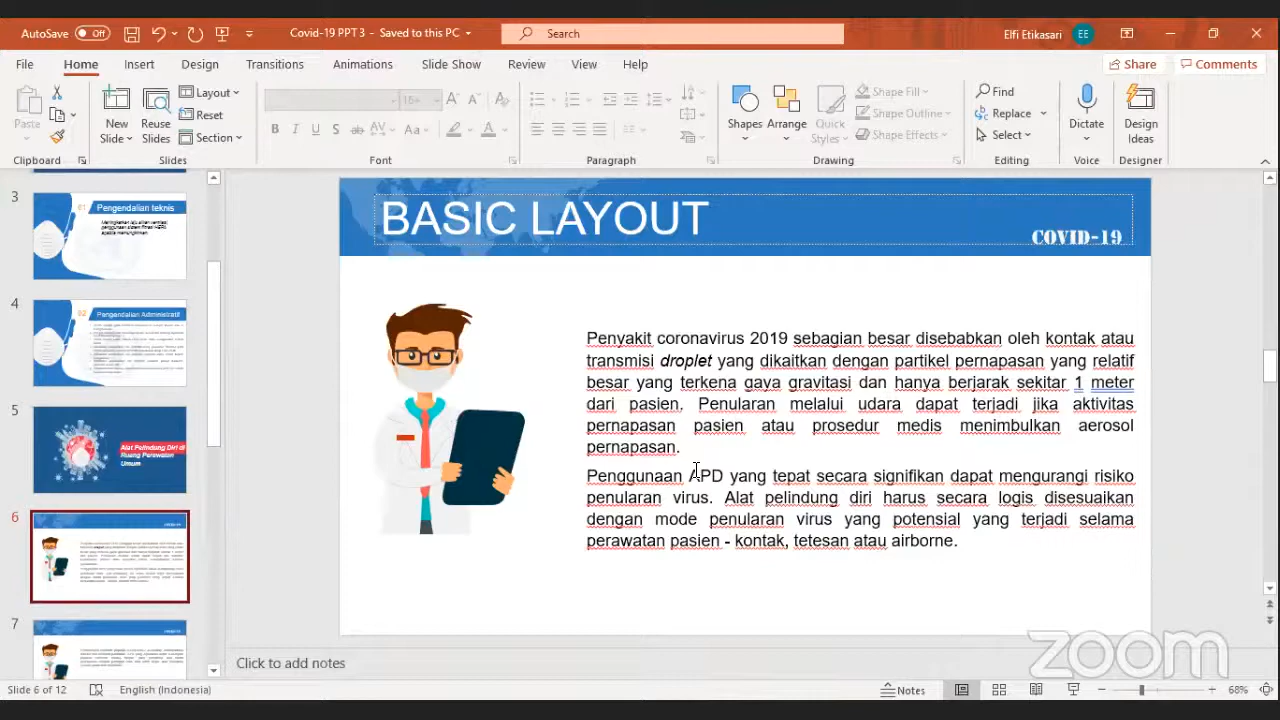 AutoSave Off Covid-19 PPT 3 - Saved to this PC Search Elfi Etikasari EE
File Home Insert Design Transitions Animations Slide Show Review View Help Share Comments
Paste New Slide Reuse Slides Layout Reset Section 15+ Shapes Arrange Quick Styles Shape Fill Shape Outline Shape Effects Find Replace Select Dictate Design Ideas
Clipboard Slides Font Paragraph Drawing Editing Voice Designer
3
01 Pengendalian teknis
4
02 Pengendalian Administratif
5
Alat Pelindung Diri di
Ruang Perawatan
Umum
6
7
BASIC LAYOUT
COVID-19
Penyakit coronavirus 2019 sebagian besar disebabkan oleh kontak atau
transmisi droplet yang dikaitkan dengan partikel pernapasan yang relatif
besar yang terkena gaya gravitasi dan hanya berjarak sekitar 1 meter
dari pasien. Penularan melalui udara dapat terjadi jika aktivitas
pernapasan pasien atau prosedur medis menimbulkan aerosol
pernapasan.
Penggunaan APD yang tepat secara signifikan dapat mengurangi risiko
penularan virus. Alat pelindung diri harus secara logis disesuaikan
dengan mode penularan virus yang potensial yang terjadi selama
perawatan pasien - kontak, tetesan atau airborne.
zoom
Click to add notes
Slide 6 of 12 English (Indonesia) Notes 68%